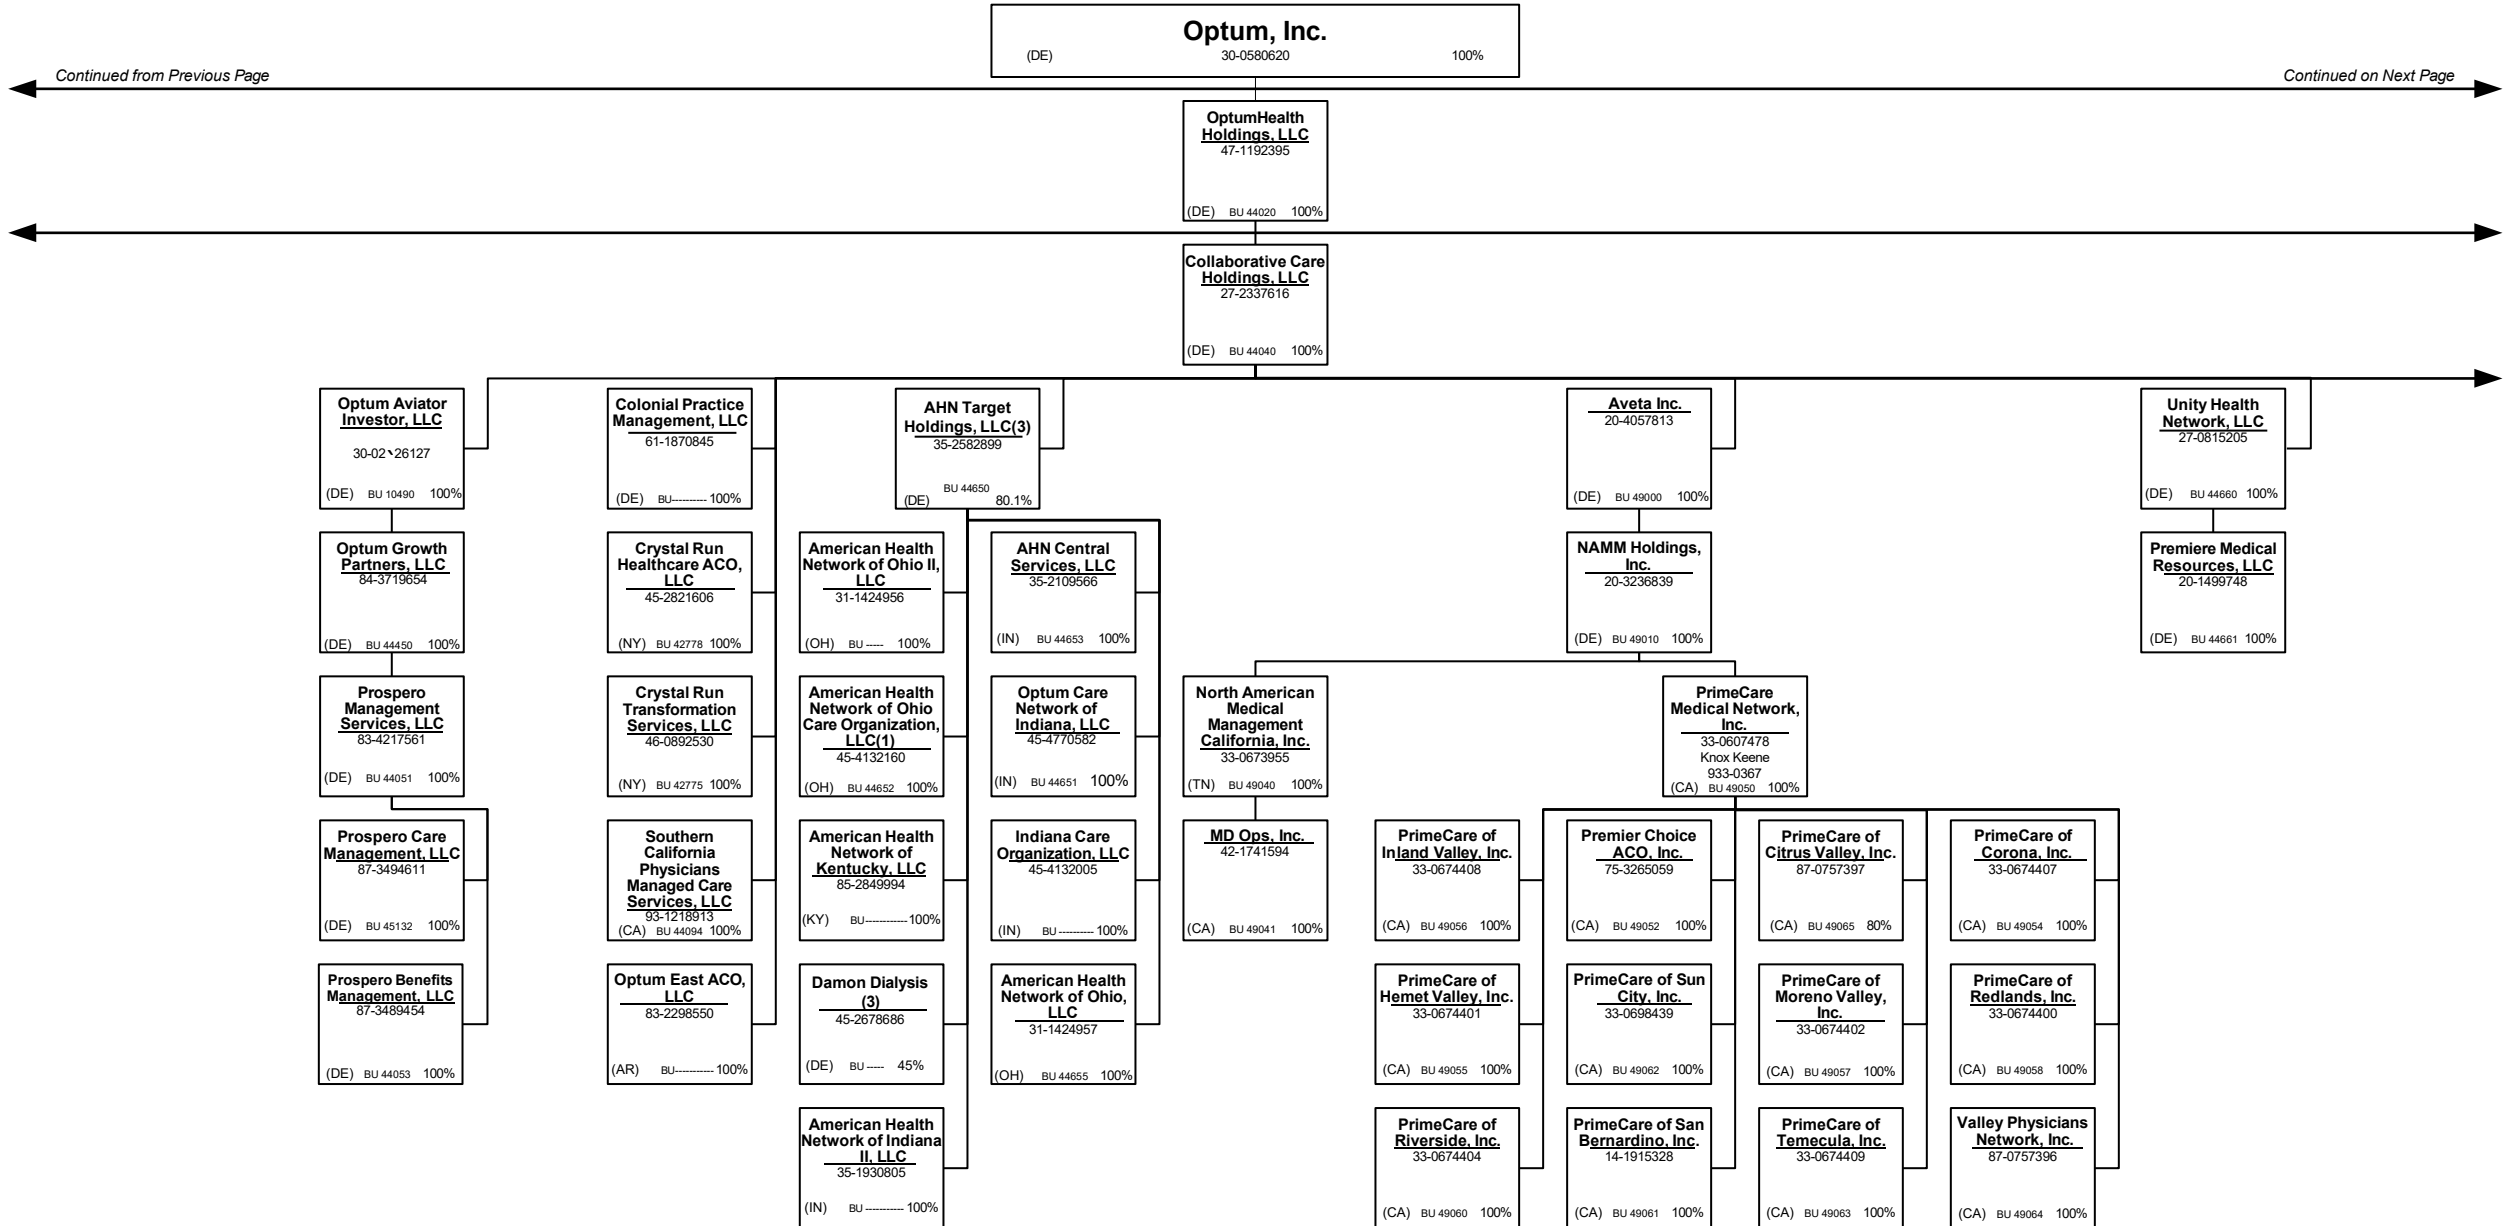 Optum, Inc.
(DE) 30-0580620 100%
Continued from Previous Page
Continued on Next Page
OptumHealth
Holdings, LLC
47-1192395
(DE) BU 44020 100%
Collaborative Care
Holdings, LLC
27-2337616
(DE) BU 44040 100%
Optum Aviator
Investor, LLC
30-02`26127
(DE) BU 10490 100%
Colonial Practice
Management, LLC
61-1870845
(DE) BU---------- 100%
AHN Target
Holdings, LLC(3)
35-2582899
BU 44650
(DE) 80.1%
Aveta Inc.
20-4057813
(DE) BU 49000 100%
Unity Health
Network, LLC
27-0815205
(DE) BU 44660 100%
Optum Growth
Partners, LLC
84-3719654
(DE) BU 44450 100%
Crystal Run
Healthcare ACO,
LLC
45-2821606
(NY) BU 42778 100%
American Health
Network of Ohio II,
LLC
31-1424956
(OH) BU ----- 100%
AHN Central
Services, LLC
35-2109566
(IN) BU 44653 100%
NAMM Holdings,
Inc.
20-3236839
(DE) BU 49010 100%
Premiere Medical
Resources, LLC
20-1499748
(DE) BU 44661 100%
Prospero
Management
Services, LLC
83-4217561
(DE) BU 44051 100%
Crystal Run
Transformation
Services, LLC
46-0892530
(NY) BU 42775 100%
American Health
Network of Ohio
Care Organization,
LLC(1)
45-4132160
(OH) BU 44652 100%
Optum Care
Network of
Indiana, LLC
45-4770582
(IN) BU 44651 100%
North American
Medical
Management
California, Inc.
33-0673955
(TN) BU 49040 100%
PrimeCare
Medical Network,
Inc.
33-0607478
Knox Keene
933-0367
(CA) BU 49050 100%
Prospero Care
Management, LLC
87-3494611
(DE) BU 45132 100%
Southern
California
Physicians
Managed Care
Services, LLC
93-1218913
(CA) BU 44094 100%
American Health
Network of
Kentucky, LLC
85-2849994
(KY) BU------------ 100%
Indiana Care
Organization, LLC
45-4132005
(IN) BU ---------- 100%
MD Ops, Inc.
42-1741594
(CA) BU 49041 100%
PrimeCare of
Inland Valley, Inc.
33-0674408
(CA) BU 49056 100%
Premier Choice
ACO, Inc.
75-3265059
(CA) BU 49052 100%
PrimeCare of
Citrus Valley, Inc.
87-0757397
(CA) BU 49065 80%
PrimeCare of
Corona, Inc.
33-0674407
(CA) BU 49054 100%
Prospero Benefits
Management, LLC
87-3489454
(DE) BU 44053 100%
Optum East ACO,
LLC
83-2298550
(AR) BU----------- 100%
Damon Dialysis
(3)
45-2678686
(DE) BU ----- 45%
American Health
Network of Ohio,
LLC
31-1424957
(OH) BU 44655 100%
PrimeCare of
Hemet Valley, Inc.
33-0674401
(CA) BU 49055 100%
PrimeCare of Sun
City, Inc.
33-0698439
(CA) BU 49062 100%
PrimeCare of
Moreno Valley,
Inc.
33-0674402
(CA) BU 49057 100%
PrimeCare of
Redlands, Inc.
33-0674400
(CA) BU 49058 100%
American Health
Network of Indiana
II, LLC
35-1930805
(IN) BU ----------- 100%
PrimeCare of
Riverside, Inc.
33-0674404
(CA) BU 49060 100%
PrimeCare of San
Bernardino, Inc.
14-1915328
(CA) BU 49061 100%
PrimeCare of
Temecula, Inc.
33-0674409
(CA) BU 49063 100%
Valley Physicians
Network, Inc.
87-0757396
(CA) BU 49064 100%